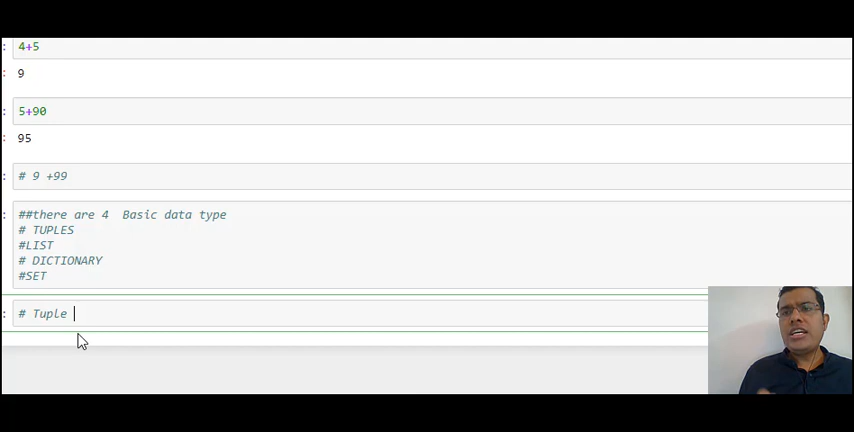 : 4+5
: 9
: 5+90
: 95
: # 9 +99
: ##there are 4  Basic data type
# TUPLES
#LIST
# DICTIONARY
#SET
: # Tuple